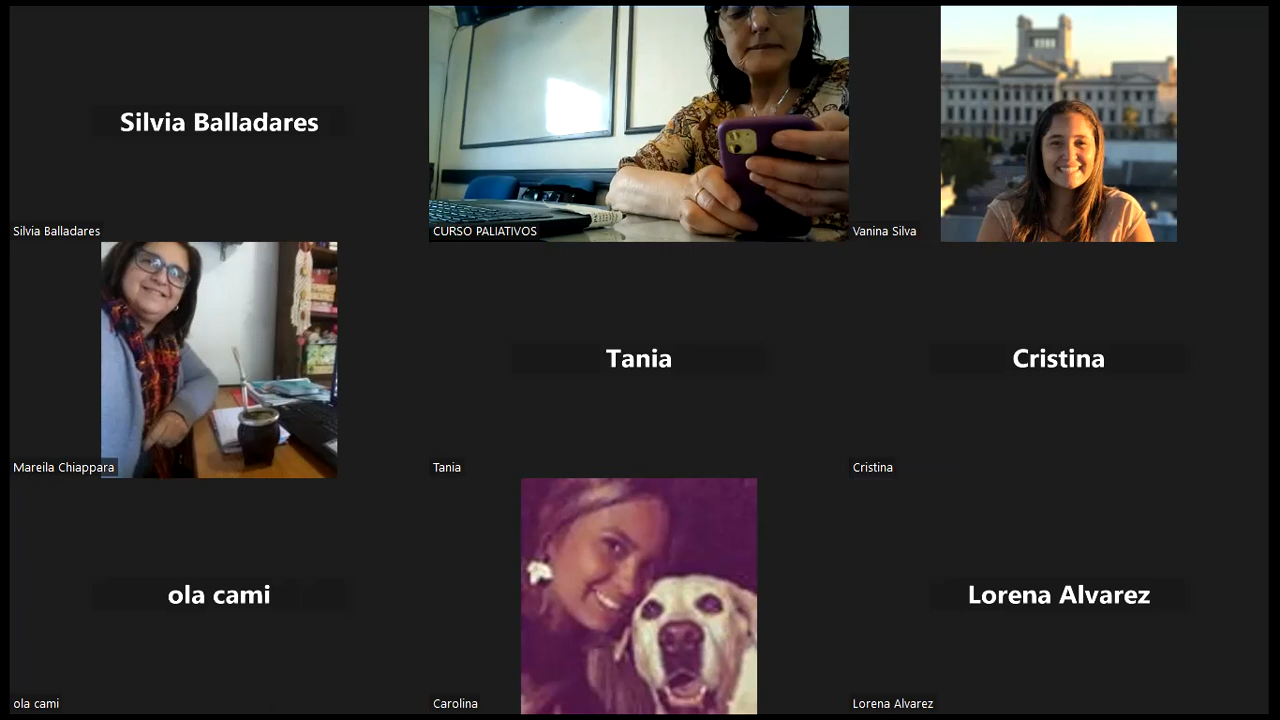 Silvia Balladares
Silvia Balladares
CURSO PALIATIVOS
Vanina Silva
Mareila Chiappara
Tania
Tania
Cristina
Cristina
ola cami
ola cami
Carolina
Lorena Alvarez
Lorena Alvarez